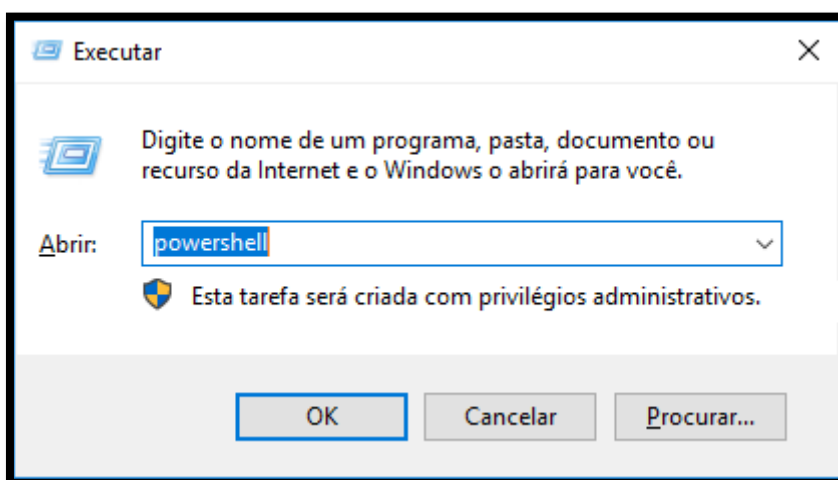 Executar
Digite o nome de um programa, pasta, documento ou
recurso da Internet e o Windows o abrirá para você.
Abrir: powershell
Esta tarefa será criada com privilégios administrativos.
OK Cancelar Procurar...